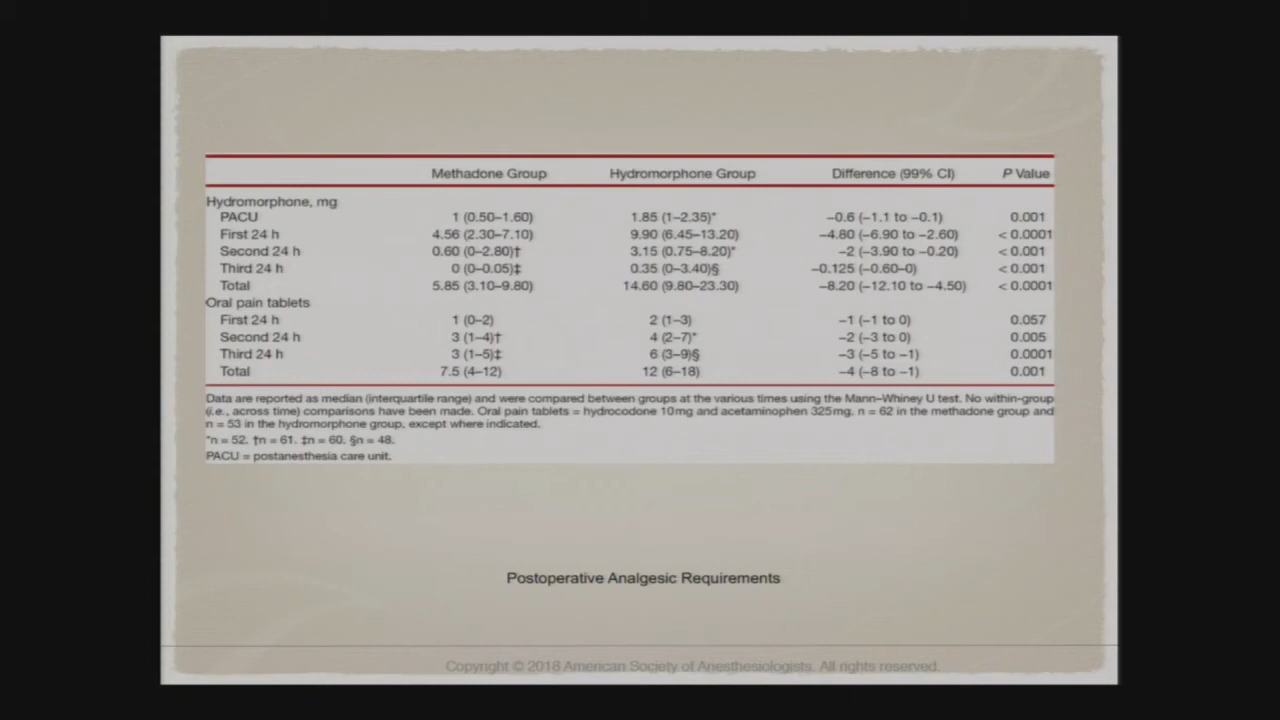 Methadone Group Hydromorphone Group Difference (99% CI) P Value
Hydromorphone, mg
PACU 1 (0.50–1.60) 1.85 (1–2.35)* −0.6 (−1.1 to −0.1) 0.001
First 24 h 4.56 (2.30–7.10) 9.90 (6.45–13.20) −4.80 (−6.90 to −2.60) < 0.0001
Second 24 h 0.60 (0–2.80)† 3.15 (0.75–8.20)* −2 (−3.90 to −0.20) < 0.001
Third 24 h 0 (0–0.05)‡ 0.35 (0–3.40)§ −0.125 (−0.60–0) < 0.001
Total 5.85 (3.10–9.80) 14.60 (9.80–23.30) −8.20 (−12.10 to −4.50) < 0.0001
Oral pain tablets
First 24 h 1 (0–2) 2 (1–3) −1 (−1 to 0) 0.057
Second 24 h 3 (1–4)† 4 (2–7)* −2 (−3 to 0) 0.005
Third 24 h 3 (1–5)‡ 6 (3–9)§ −3 (−5 to −1) 0.0001
Total 7.5 (4–12) 12 (6–18) −4 (−8 to −1) 0.001
Data are reported as median (interquartile range) and were compared between groups at the various times using the Mann–Whiney U test. No within-group
(i.e., across time) comparisons have been made. Oral pain tablets = hydrocodone 10mg and acetaminophen 325mg. n = 62 in the methadone group and
n = 53 in the hydromorphone group, except where indicated.
*n = 52. †n = 61. ‡n = 60. §n = 48.
PACU = postanesthesia care unit.
Postoperative Analgesic Requirements
Copyright © 2018 American Society of Anesthesiologists. All rights reserved.